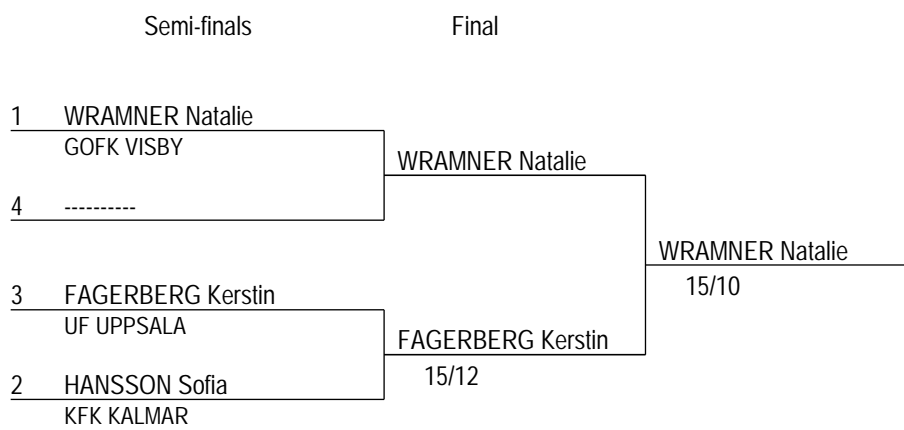 Semi-finals Final
1 WRAMNER Natalie
GOFK VISBY
WRAMNER Natalie
4 ----------
WRAMNER Natalie
15/10
3 FAGERBERG Kerstin
UF UPPSALA
FAGERBERG Kerstin
15/12
2 HANSSON Sofia
KFK KALMAR